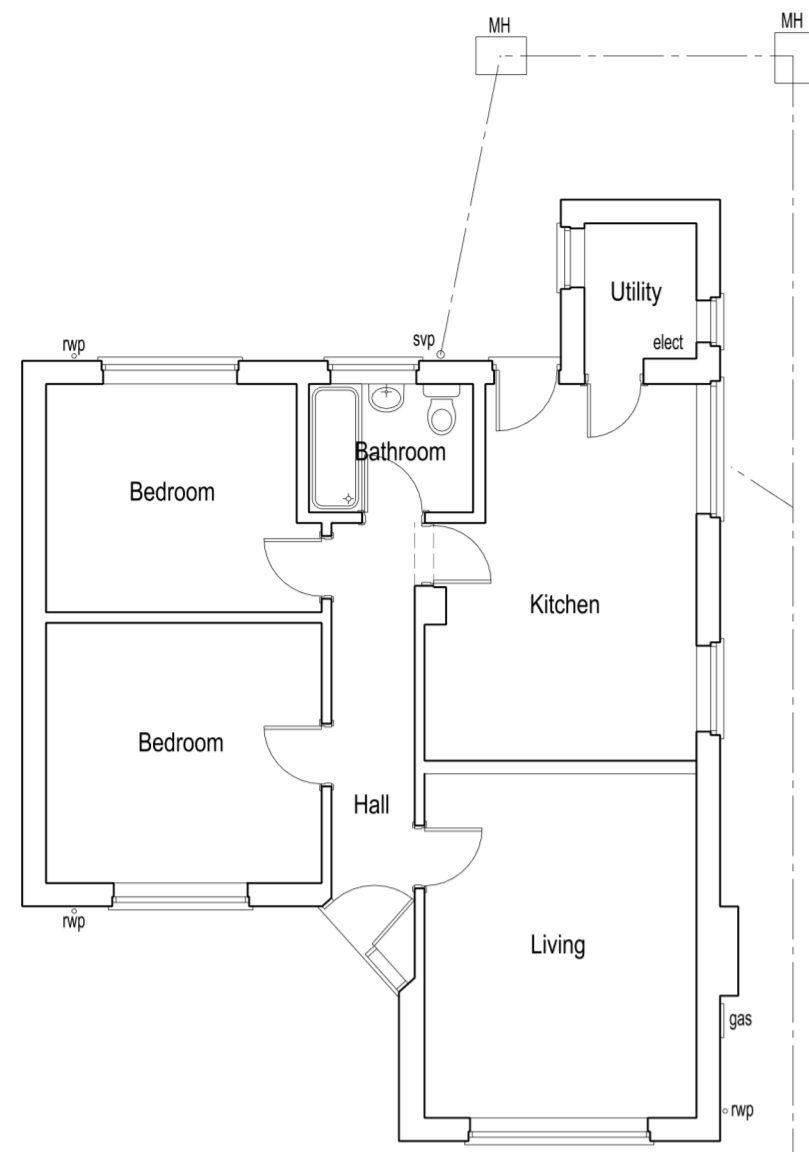 MH
MH
Utility
rwp
svp
elect
Bathroom
Bedroom
Kitchen
Bedroom
Hall
rwp
Living
gas
rwp